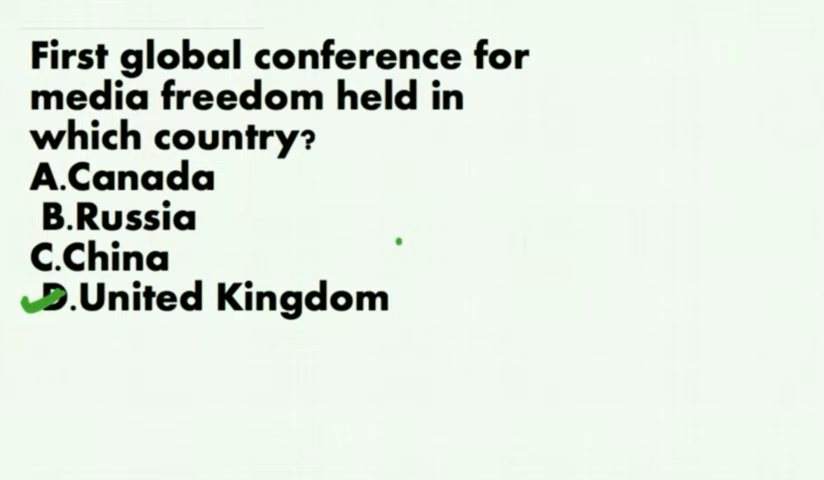 First global conference for
media freedom held in
which country?
A.Canada
B.Russia
C.China
D.United Kingdom